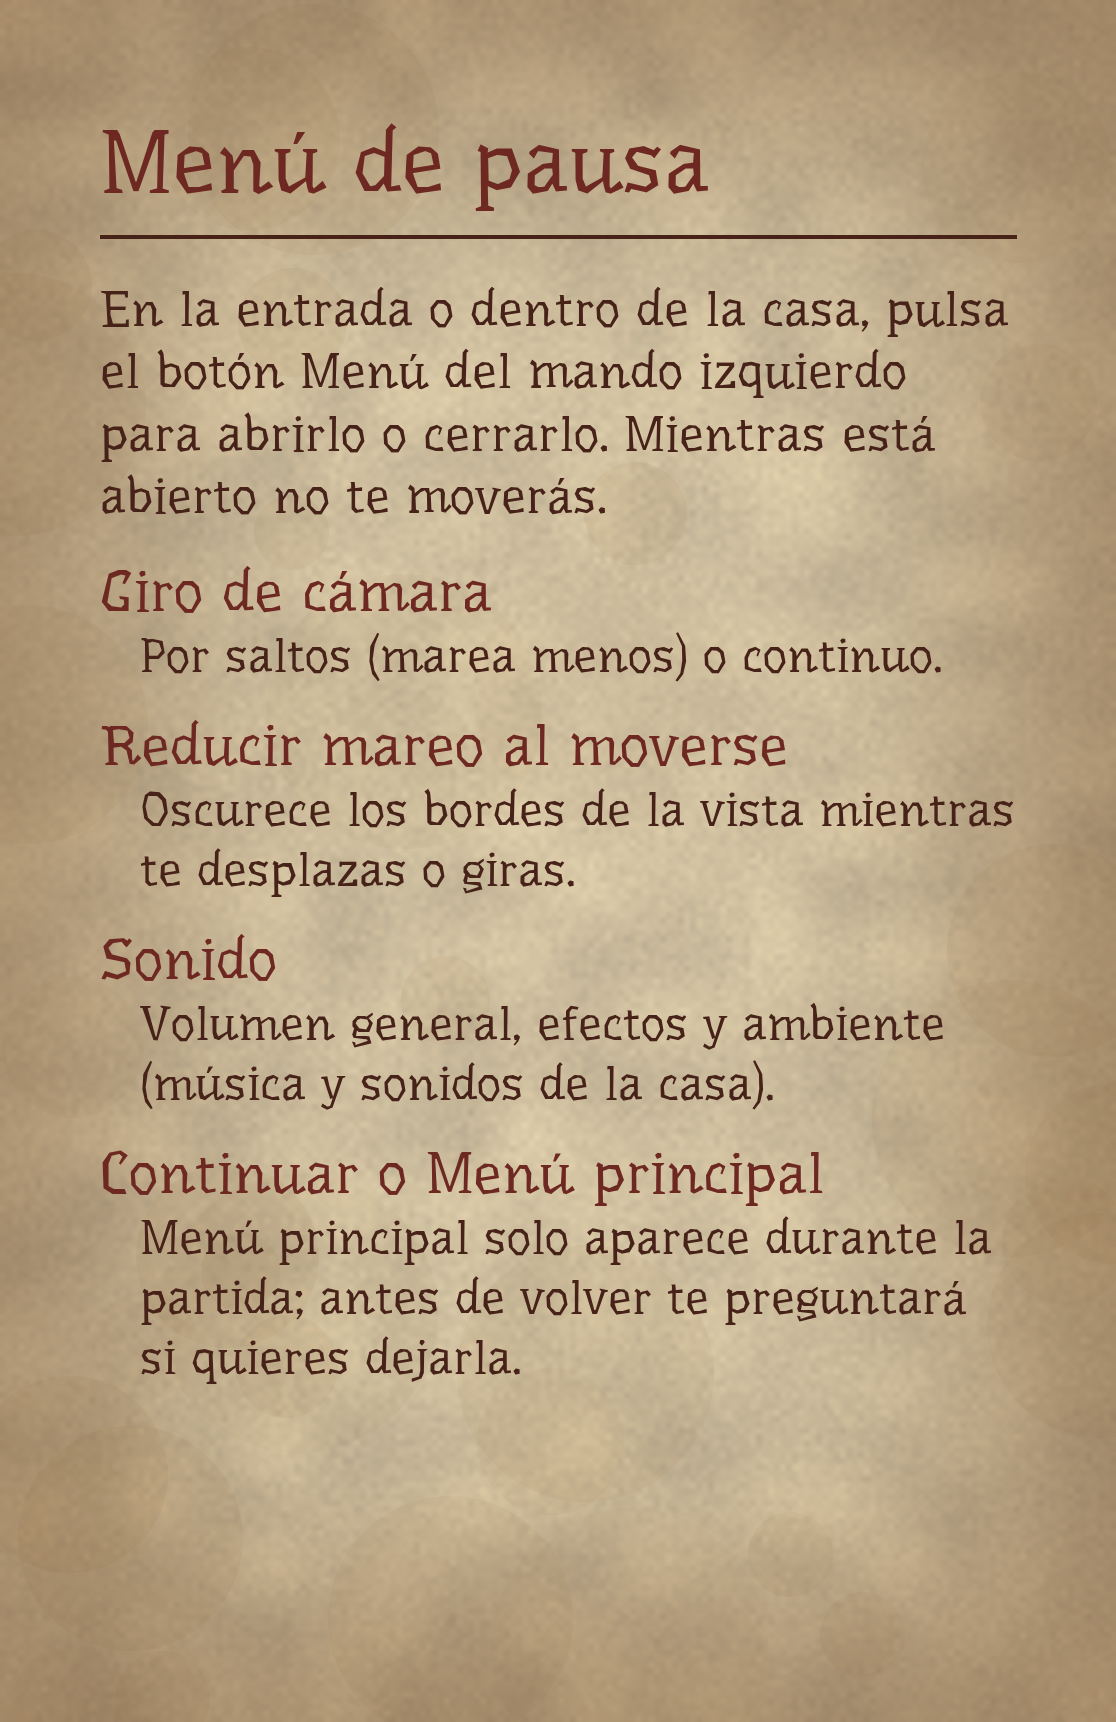 Menú de pausa
En la entrada o dentro de la casa, pulsa
el botón Menú del mando izquierdo
para abrirlo o cerrarlo. Mientras está
abierto no te moverás.
Giro de cámara
Por saltos (marea menos) o continuo.
Reducir mareo al moverse
Oscurece los bordes de la vista mientras
te desplazas o giras.
Sonido
Volumen general, efectos y ambiente
(música y sonidos de la casa).
Continuar o Menú principal
Menú principal solo aparece durante la
partida; antes de volver te preguntará
si quieres dejarla.